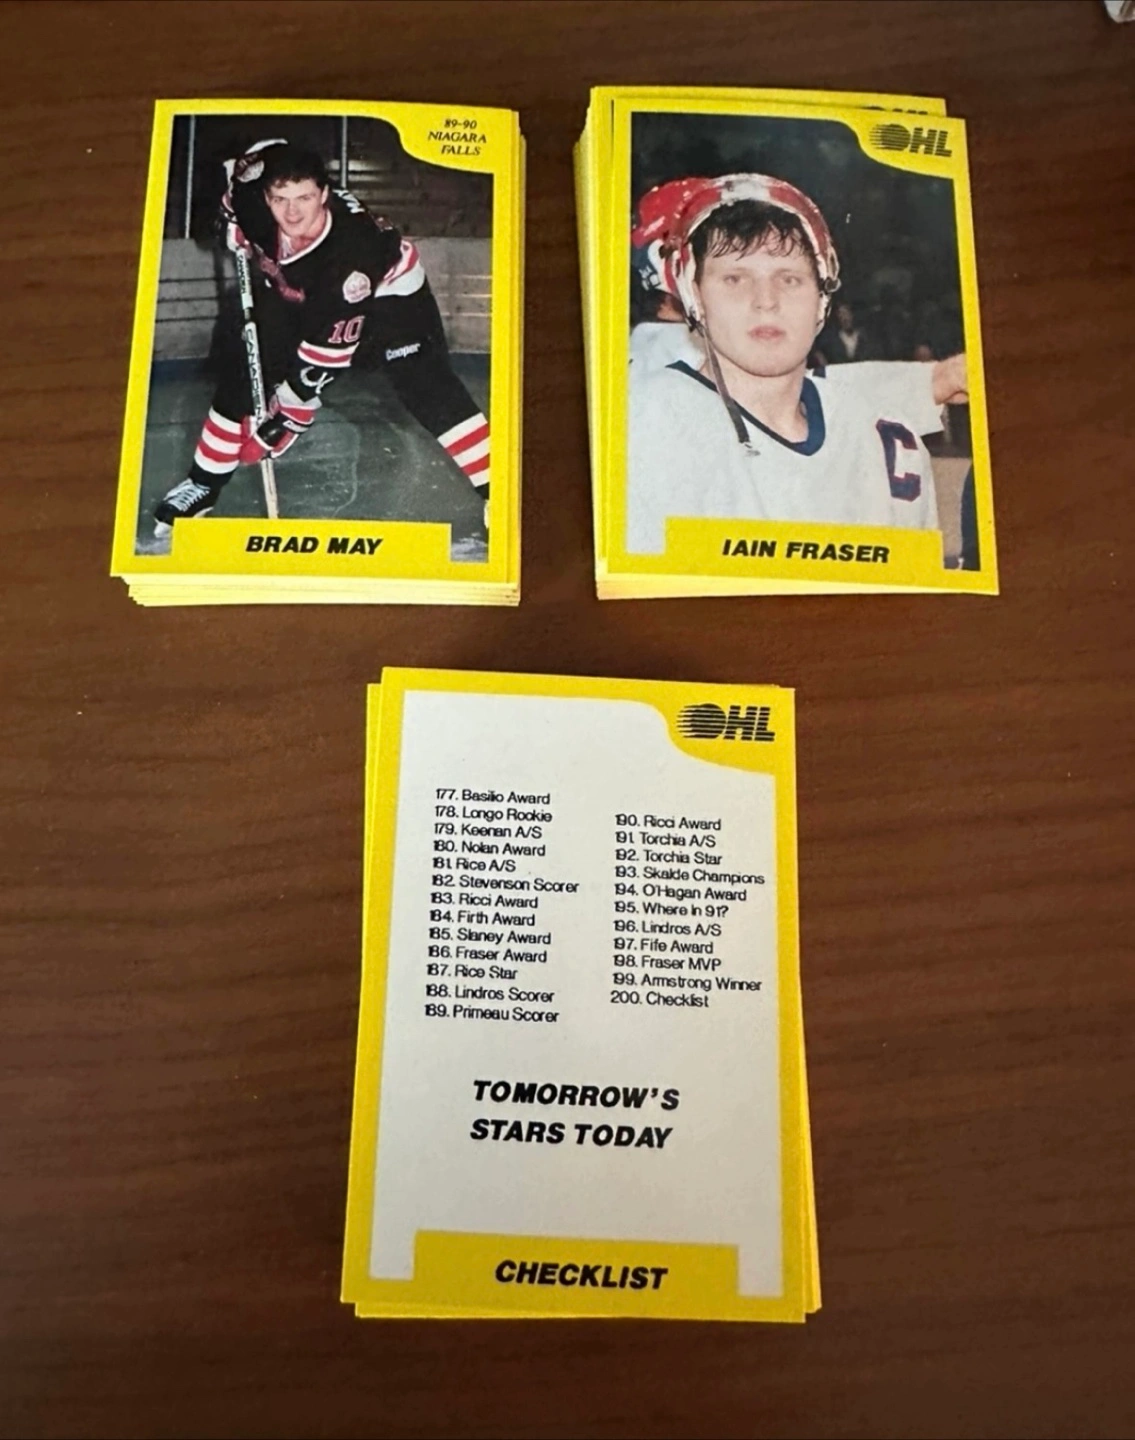 89-90
NIAGARA
FALLS
MAY
10
Cooper
BRAD MAY
OHL
C
IAIN FRASER
OHL
177. Basilio Award
178. Longo Rookie
179. Keenan A/S
180. Nolan Award
181. Rice A/S
182. Stevenson Scorer
183. Ricci Award
184. Firth Award
185. Slaney Award
186. Fraser Award
187. Rice Star
188. Lindros Scorer
189. Primeau Scorer
190. Ricci Award
191. Torchia A/S
192. Torchia Star
193. Skalde Champions
194. O'Hagan Award
195. Where In 91?
196. Lindros A/S
197. Fife Award
198. Fraser MVP
199. Armstrong Winner
200. Checklist
TOMORROW'S
STARS TODAY
CHECKLIST